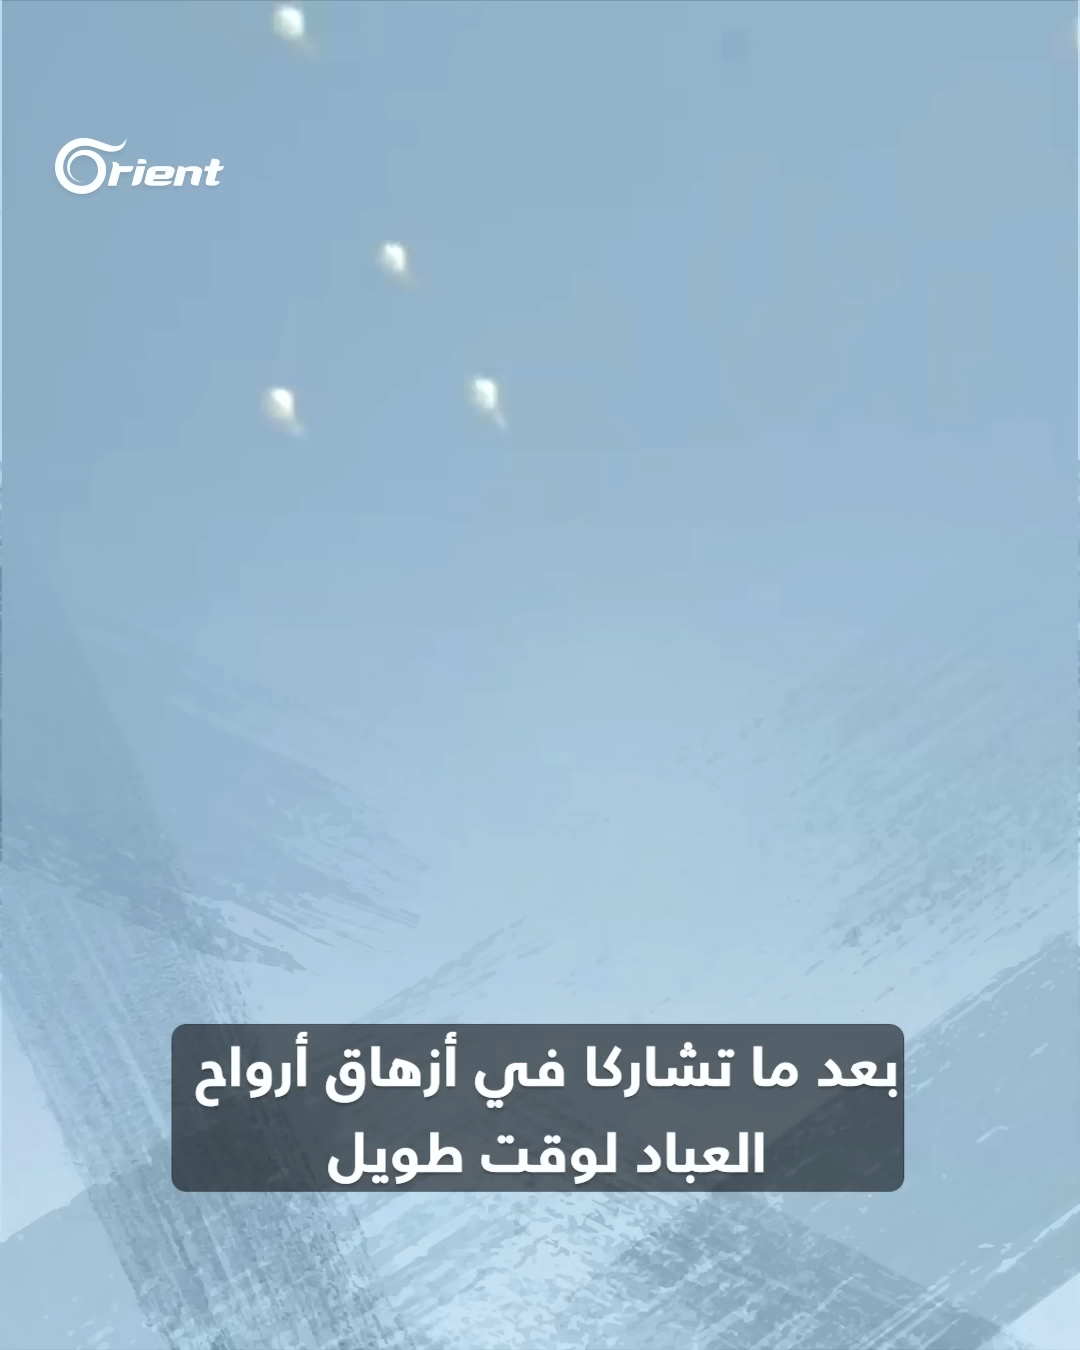 Orient
بعد ما تشاركا في أزهاق أرواح
العباد لوقت طويل